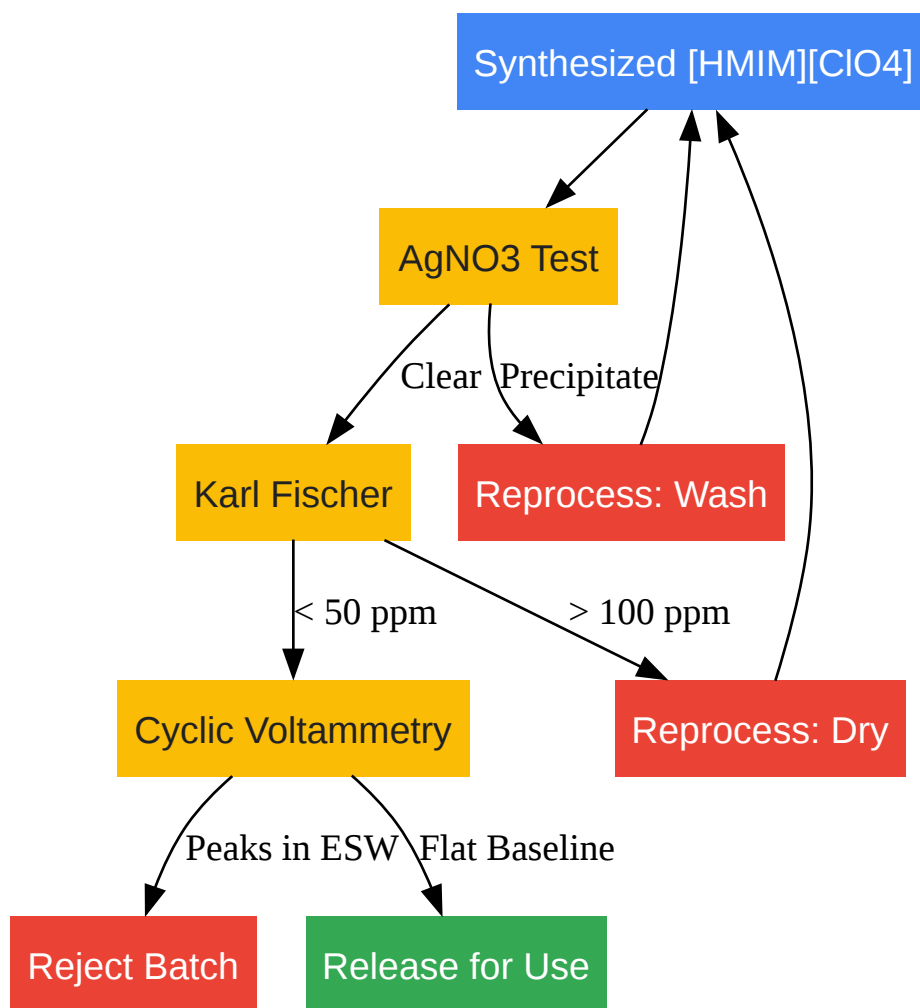 Synthesized [HMIM][ClO4]
AgNO3 Test
Clear
Precipitate
Karl Fischer
Reprocess: Wash
< 50 ppm
> 100 ppm
Cyclic Voltammetry
Reprocess: Dry
Peaks in ESW
Flat Baseline
Reject Batch
Release for Use